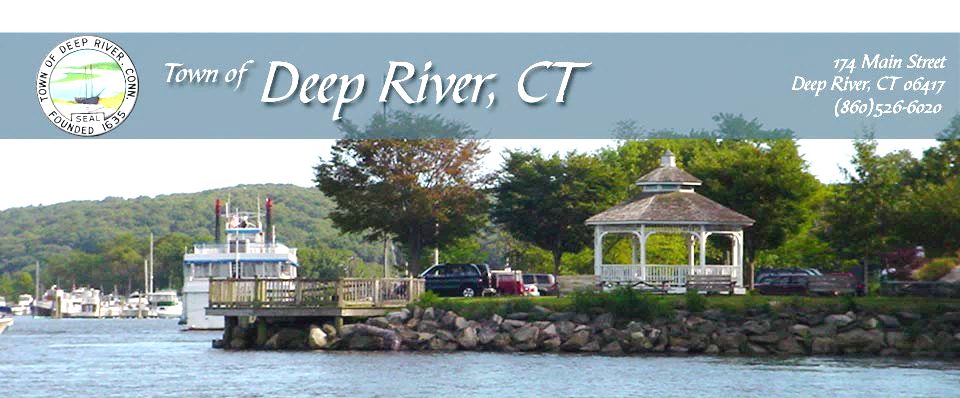 TOWN OF DEEP RIVER, CONN.
SEAL
FOUNDED 1635
Town of Deep River, CT
174 Main Street
Deep River, CT 06417
(860)526-6020